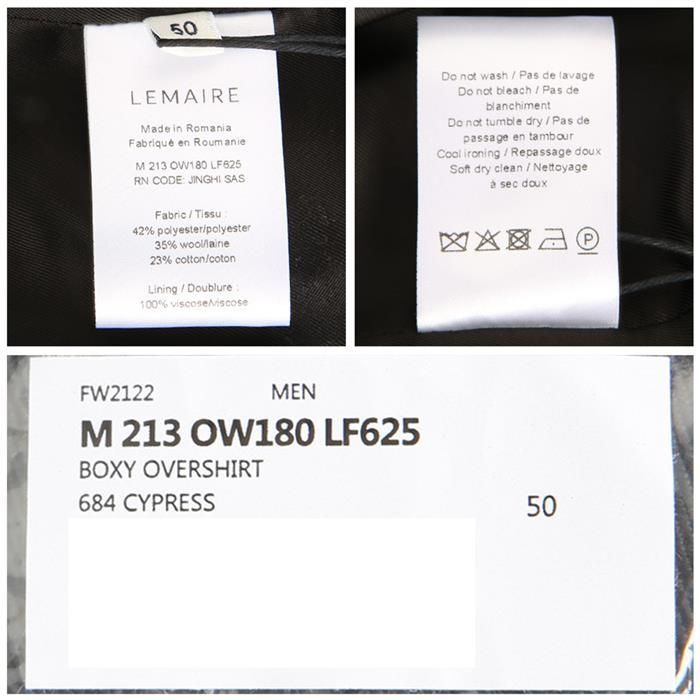 50
LEMAIRE
Made in Romania
Fabriqué en Roumanie
M 213 OW180 LF625
RN CODE: JINGHI SAS
Fabric / Tissu :
42% polyester/polyester
35% wool/laine
23% cotton/coton
Lining / Doublure :
100% viscose/viscose
Do not wash / Pas de lavage
Do not bleach / Pas de
blanchiment
Do not tumble dry / Pas de
passage en tambour
Cool ironing / Repassage doux
Soft dry clean / Nettoyage
à sec doux
P
FW2122 MEN
M 213 OW180 LF625
BOXY OVERSHIRT
684 CYPRESS 50